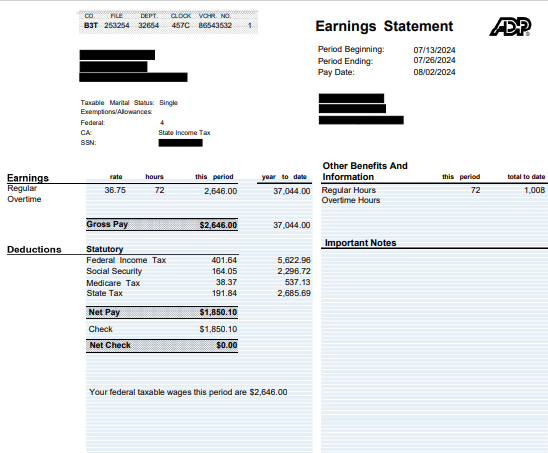 CO. FILE DEPT. CLOCK VCHR. NO.
B3T 253254 32654 457C 86543532 1
Earnings Statement
ADP
Period Beginning: 07/13/2024
Period Ending: 07/26/2024
Pay Date: 08/02/2024
Taxable Marital Status: Single
Exemptions/Allowances:
Federal: 4
CA: State Income Tax
SSN:
Earnings rate hours this period year to date
Regular 36.75 72 2,646.00 37,044.00
Overtime
Gross Pay $2,646.00 37,044.00
Deductions Statutory
Federal Income Tax 401.64 5,622.96
Social Security 164.05 2,296.72
Medicare Tax 38.37 537.13
State Tax 191.84 2,685.69
Net Pay $1,850.10
Check $1,850.10
Net Check $0.00
Your federal taxable wages this period are $2,646.00
Other Benefits And
Information this period total to date
Regular Hours 72 1,008
Overtime Hours
Important Notes